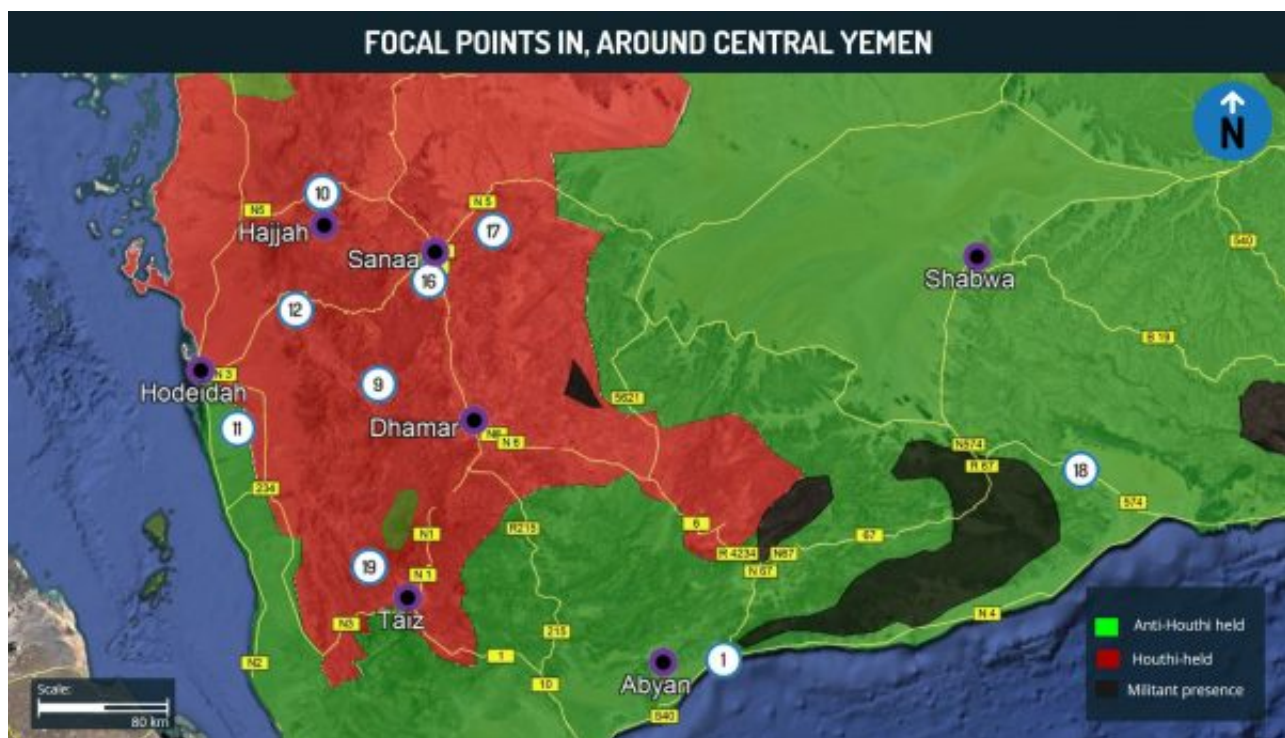 FOCAL POINTS IN, AROUND CENTRAL YEMEN
N
10
N5
Hajjah
N 5
17
Sanaa
16
540
Shabwa
12
B 19
N 3
Hodeidah
9
5621
11
Dhamar
N 6
N574
R 67
18
234
574
R215
6
N1
67
R 4234
N67
N 67
19
N 1
Taiz
N3
215
1
N 4
N2
10
Abyan
1
540
Anti-Houthi held
Houthi-held
Militant presence
Scale:
80 km